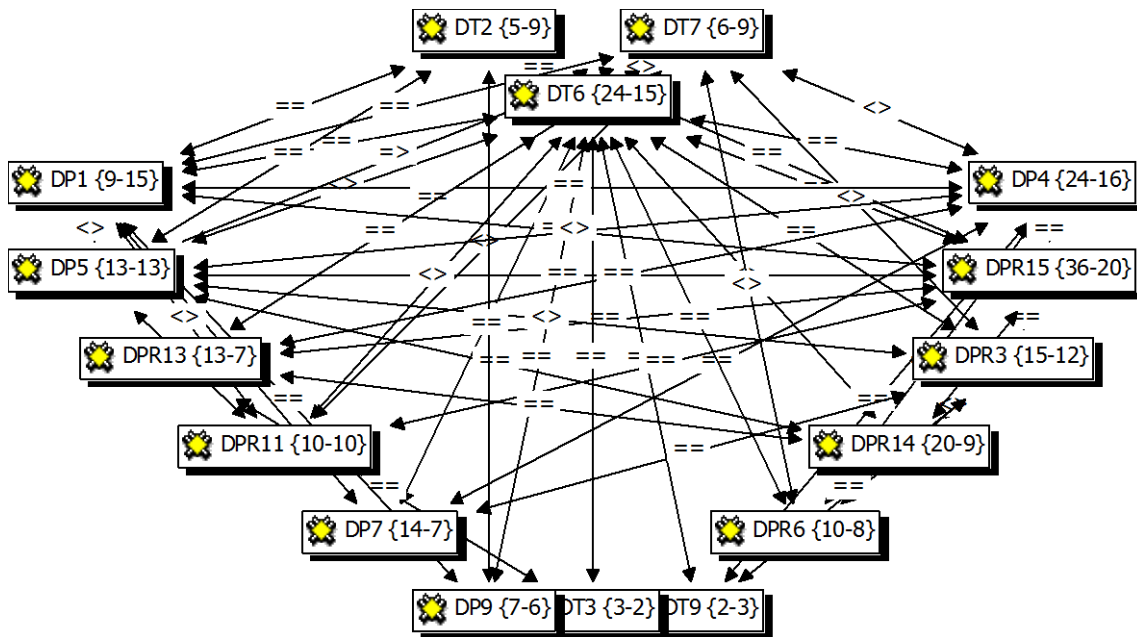 DT2 {5-9}
DT7 {6-9}
==
<>
DT6 {24-15}
==
==
<>
==
==
=>
==
==
DP1 {9-15}
<>
==
<>
DP4 {24-16}
==
<>
<>
<>
==
DP5 {13-13}
<>
==
==
<>
DPR15 {36-20}
<>
==
<>
==
==
==
DPR13 {13-7}
==
==
==
==
==
DPR3 {15-12}
==
==
==
DPR11 {10-10}
==
DPR14 {20-9}
==
==
DP7 {14-7}
DPR6 {10-8}
DP9 {7-6}
DT3 {3-2}
DT9 {2-3}